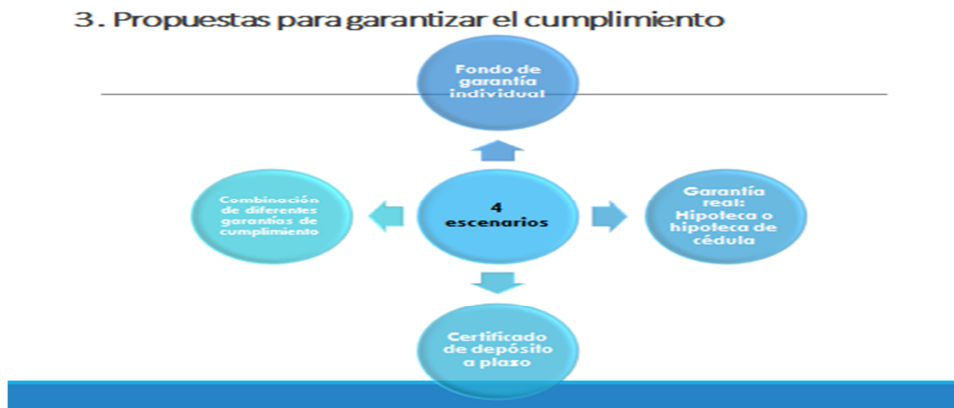 3. Propuestas para garantizar el cumplimiento
Fondo de
garantía
individual
Combinación
de diferentes
garantías de
cumplimiento
4
escenarios
Garantía
real:
Hipoteca o
hipoteca de
cédula
Certificado
de depósito
a plazo